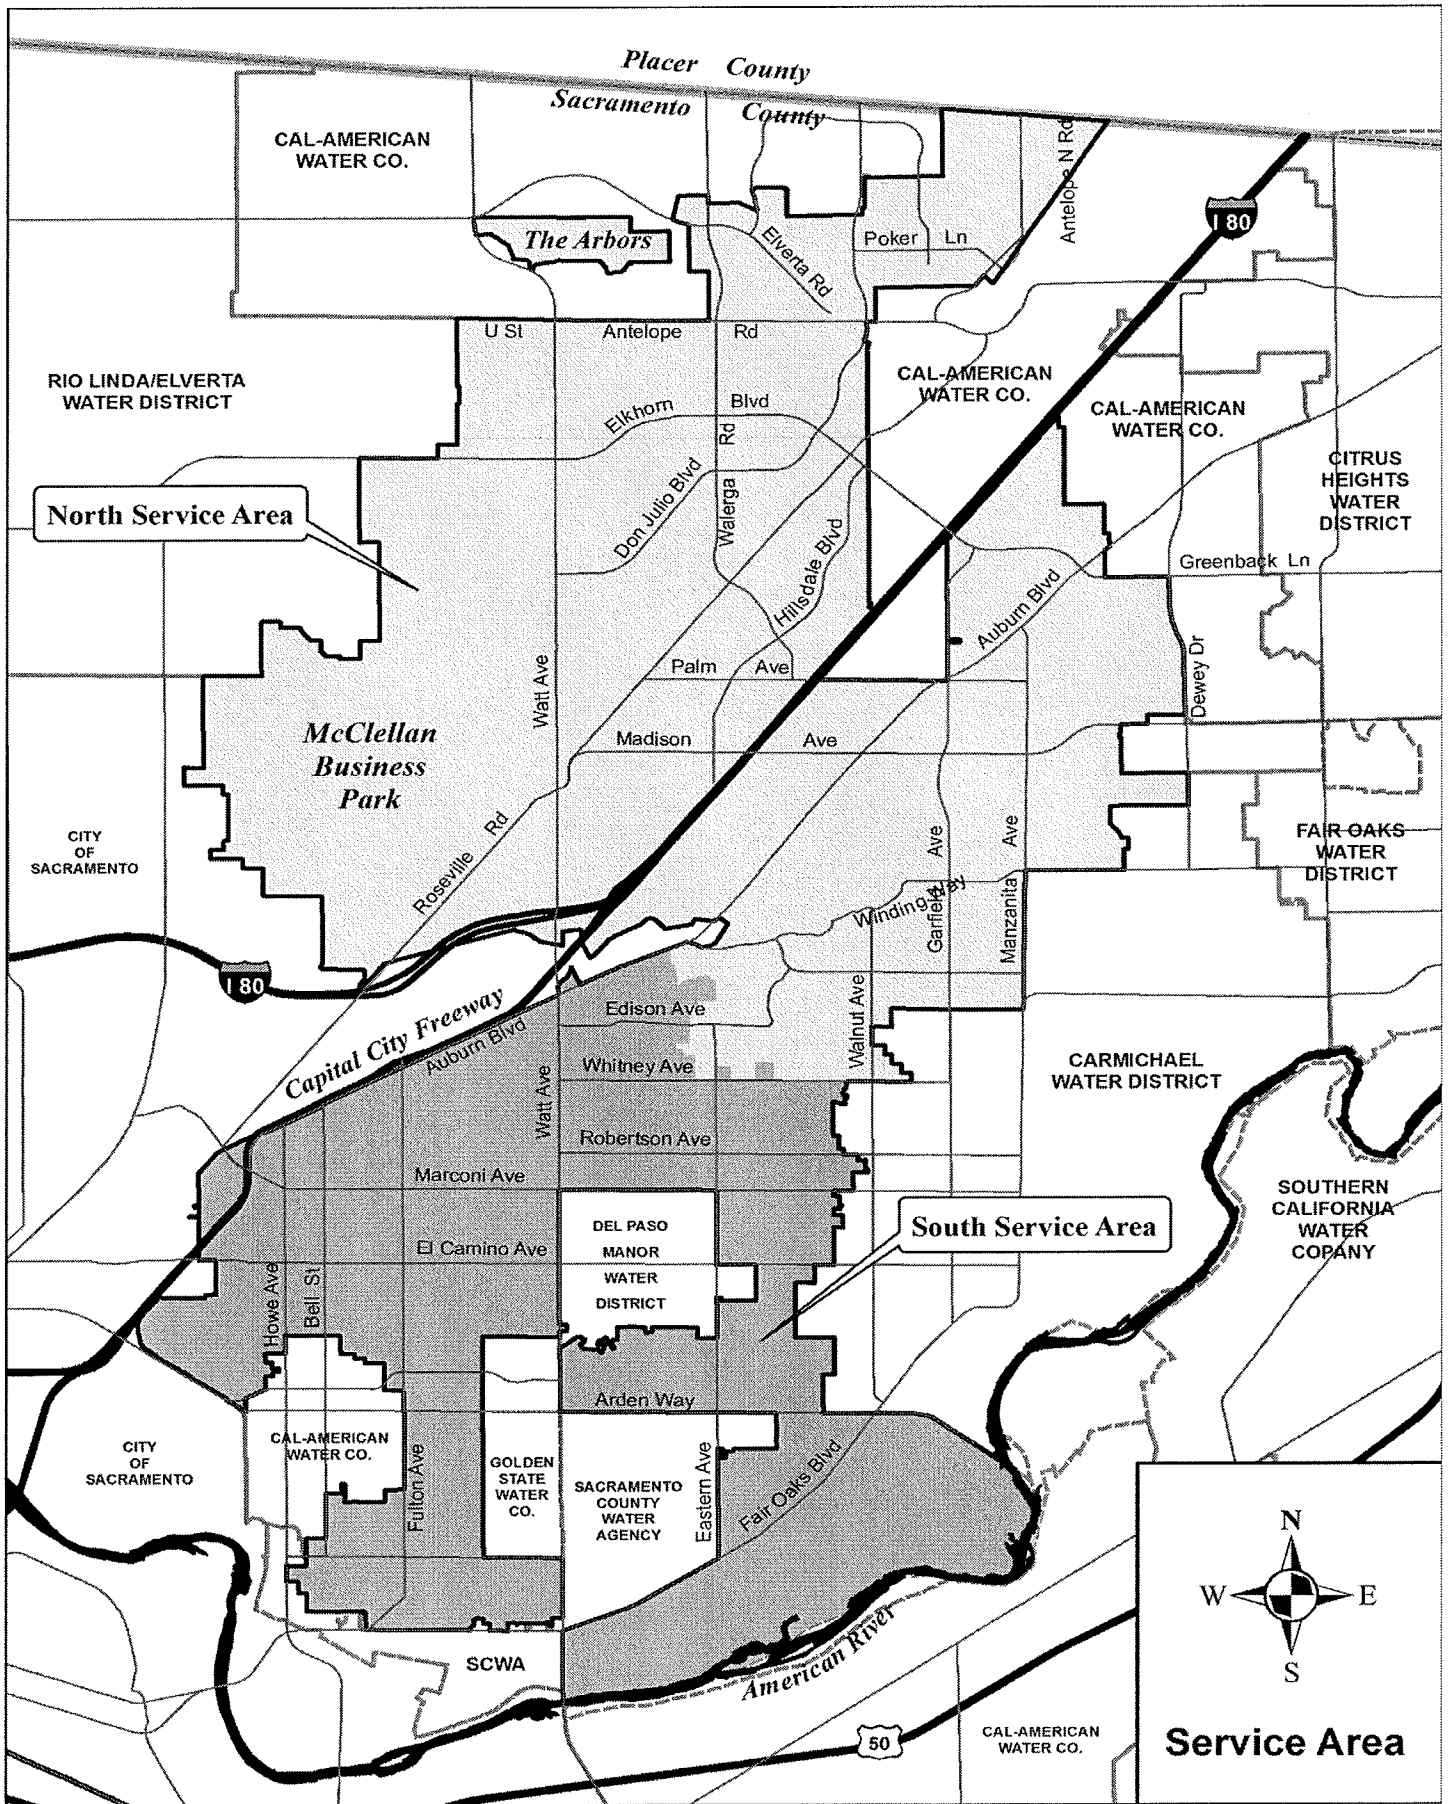 Placer County
Sacramento County
CAL-AMERICAN
WATER CO.
Antelope N Rd
I 80
The Arbors
Elverta Rd
Poker Ln
U St
Antelope Rd
RIO LINDA/ELVERTA
WATER DISTRICT
CAL-AMERICAN
WATER CO.
CAL-AMERICAN
WATER CO.
Elkhorn Blvd
Walerga Rd
Don Julio Blvd
Hillsdale Blvd
CITRUS
HEIGHTS
WATER
DISTRICT
North Service Area
Greenback Ln
Auburn Blvd
Dewey Dr
Palm Ave
Watt Ave
McClellan
Business
Park
Madison Ave
Roseville Rd
CITY
OF
SACRAMENTO
FAIR OAKS
WATER
DISTRICT
Winding Way
Garfield Ave
Manzanita Ave
I 80
Capital City Freeway
Auburn Blvd
Edison Ave
Walnut Ave
Whitney Ave
CARMICHAEL
WATER DISTRICT
Watt Ave
Robertson Ave
Marconi Ave
SOUTHERN
CALIFORNIA
WATER
COPANY
DEL PASO
MANOR
WATER
DISTRICT
South Service Area
El Camino Ave
Howe Ave
Bell St
Arden Way
CAL-AMERICAN
WATER CO.
CITY
OF
SACRAMENTO
Fulton Ave
GOLDEN
STATE
WATER
CO.
SACRAMENTO
COUNTY
WATER
AGENCY
Eastern Ave
Fair Oaks Blvd
N
W E
S
SCWA
American River
50
CAL-AMERICAN
WATER CO.
Service Area